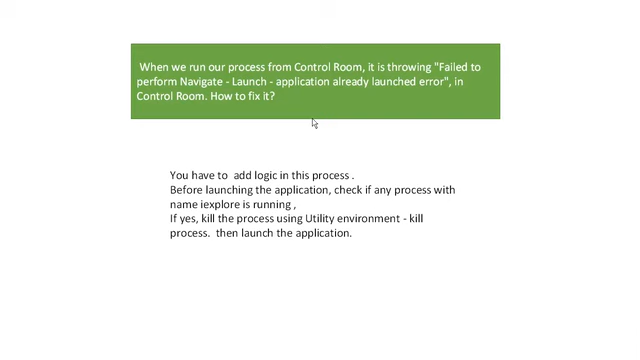 When we run our process from Control Room, it is throwing "Failed to
perform Navigate - Launch - application already launched error", in
Control Room. How to fix it?
You have to  add logic in this process .
Before launching the application, check if any process with
name iexplore is running ,
If yes, kill the process using Utility environment - kill
process.  then launch the application.